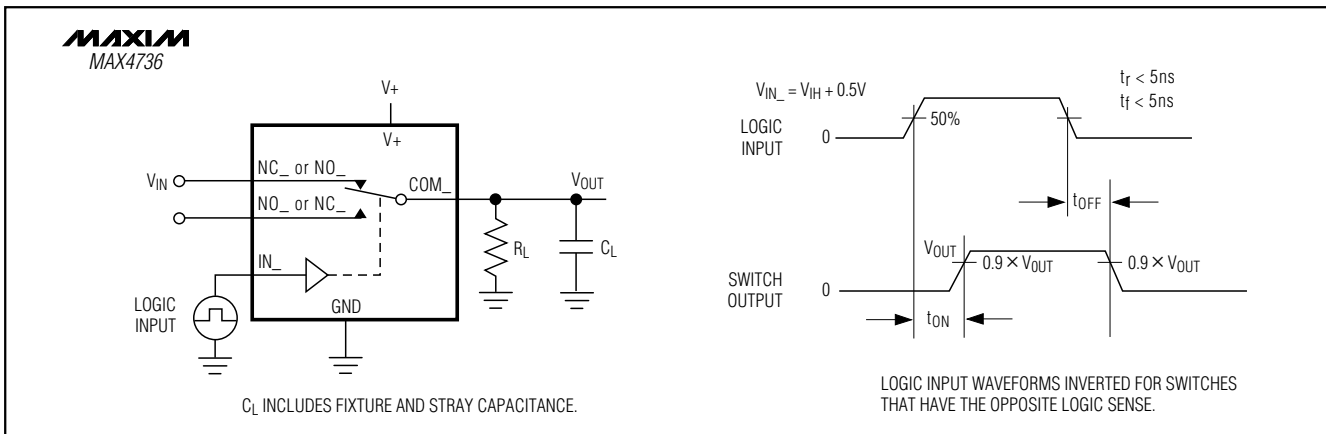 MAXIM
MAX4736
V+
V+
NC_ or NO_
VIN
COM_
VOUT
NO_ or NC_
RL
CL
IN_
LOGIC
INPUT
GND
CL INCLUDES FIXTURE AND STRAY CAPACITANCE.
VIN_ = VIH + 0.5V
tr < 5ns
tf < 5ns
LOGIC
INPUT
0
50%
tOFF
VOUT
0.9 × VOUT
0.9 × VOUT
SWITCH
OUTPUT
0
tON
LOGIC INPUT WAVEFORMS INVERTED FOR SWITCHES
THAT HAVE THE OPPOSITE LOGIC SENSE.